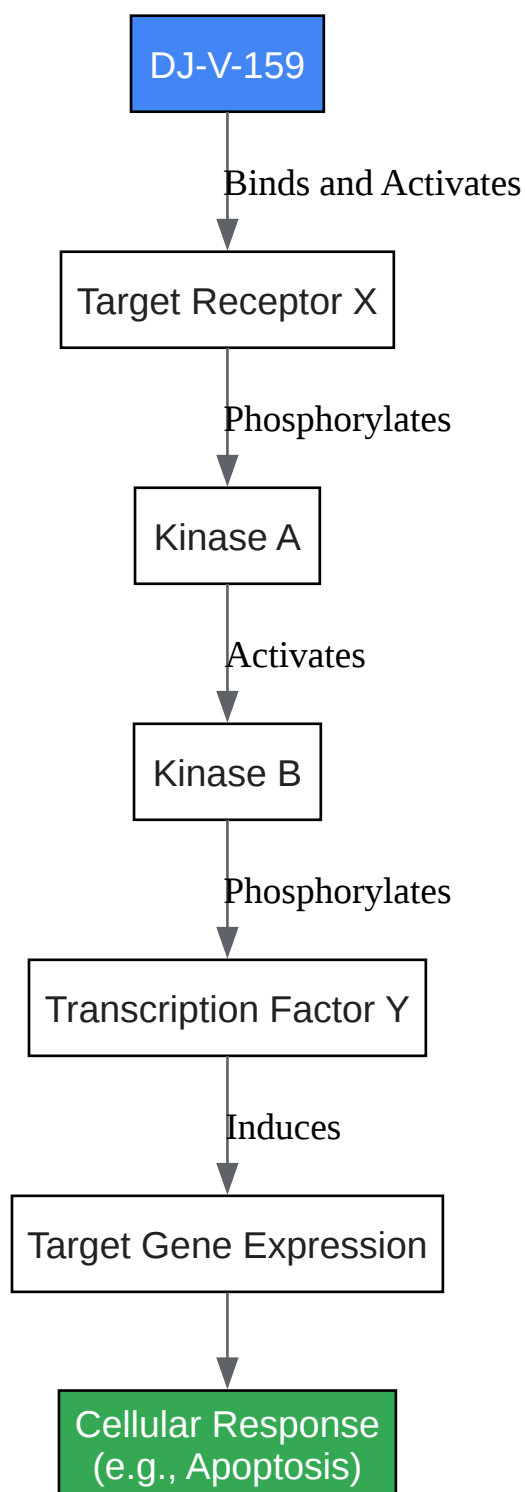 DJ-V-159
Binds and Activates
Target Receptor X
Phosphorylates
Kinase A
Activates
Kinase B
Phosphorylates
Transcription Factor Y
Induces
Target Gene Expression
Cellular Response
(e.g., Apoptosis)